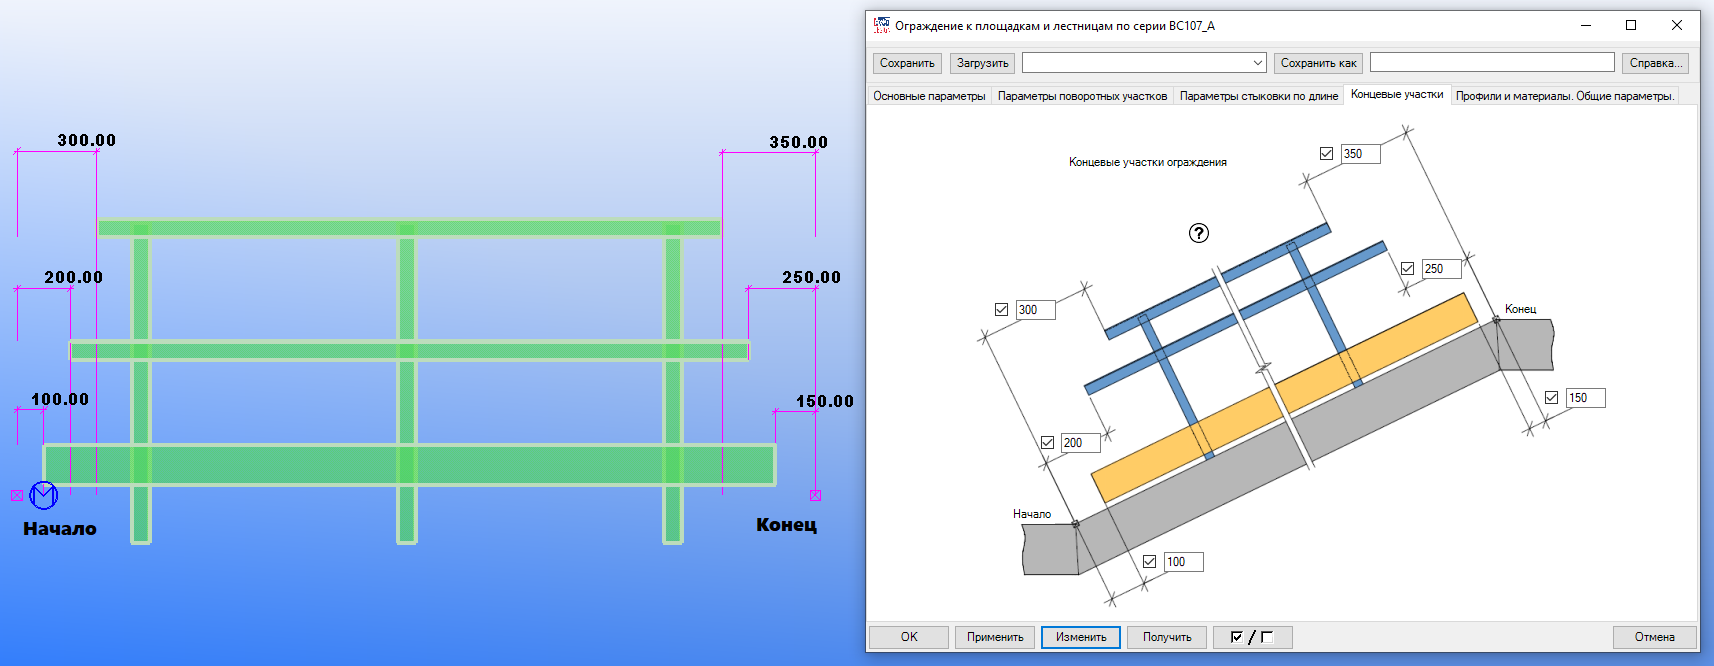 300.00
350.00
200.00
250.00
100.00
150.00
Начало
Конец
Ограждение к площадкам и лестницам по серии ВС107_А
Сохранить
Загрузить
Сохранить как
Справка...
Основные параметры
Параметры поворотных участков
Параметры стыковки по длине
Концевые участки
Профили и материалы. Общие параметры.
Концевые участки ограждения
350
?
250
300
Конец
150
200
Начало
100
OK
Применить
Изменить
Получить
/
Отмена